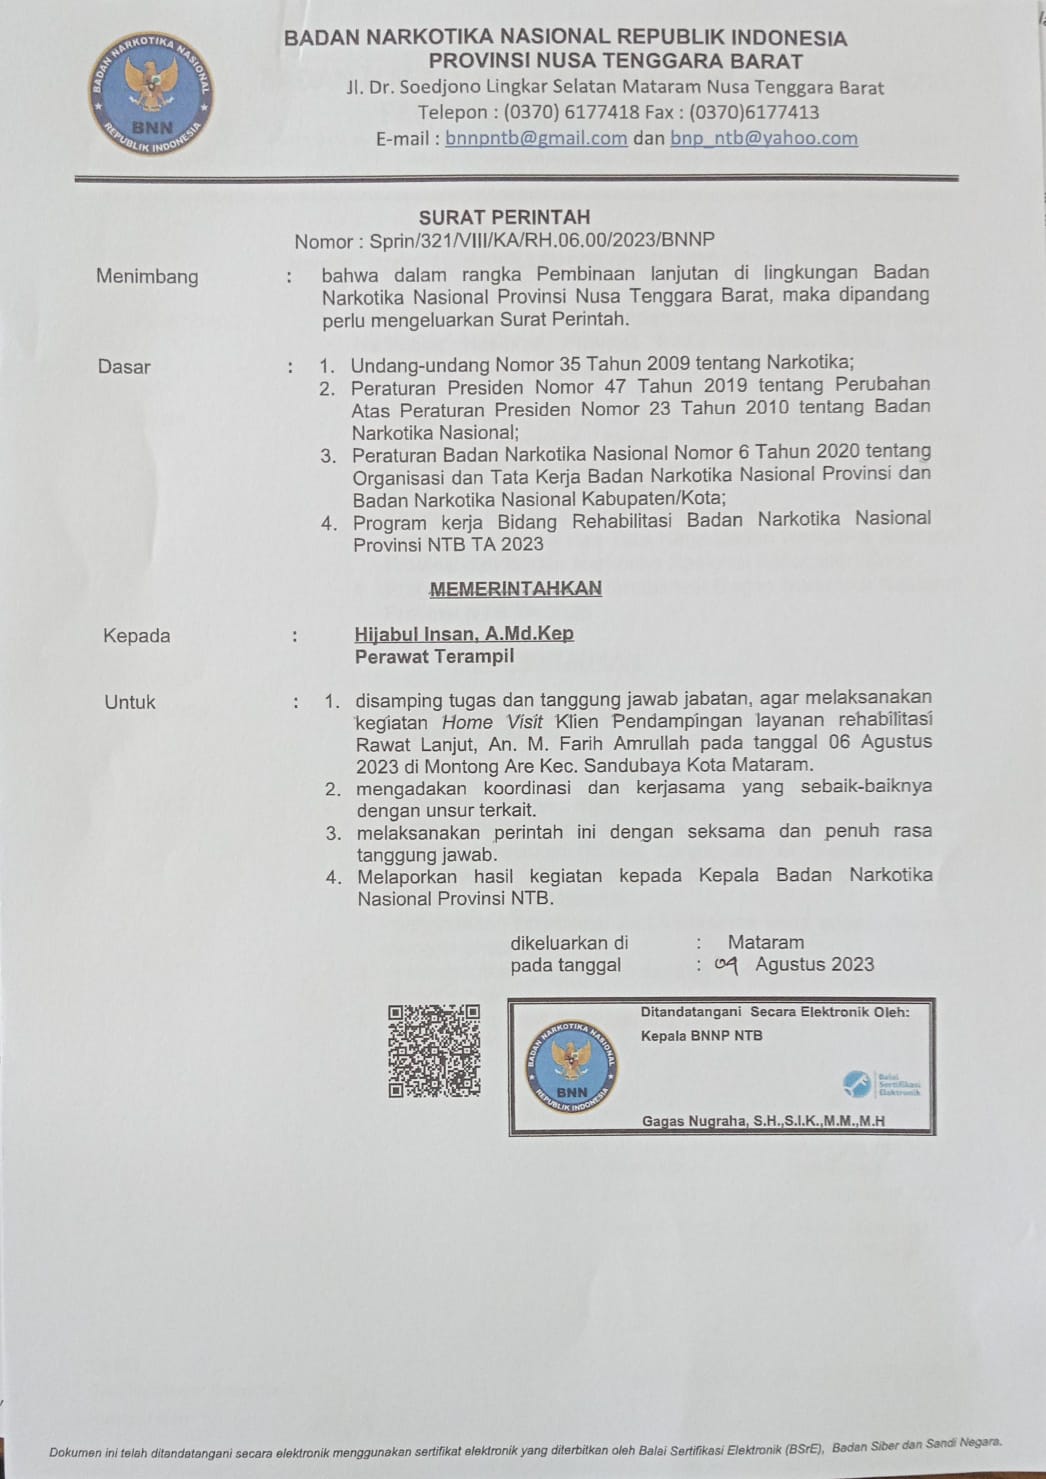 BADAN NARKOTIKA NASIONAL REPUBLIK INDONESIA
PROVINSI NUSA TENGGARA BARAT
Jl. Dr. Soedjono Lingkar Selatan Mataram Nusa Tenggara Barat
Telepon : (0370) 6177418 Fax : (0370)6177413
E-mail : bnnpntb@gmail.com dan bnp_ntb@yahoo.com
BADAN NARKOTIKA NASIONAL
BNN
REPUBLIK INDONESIA
SURAT PERINTAH
Nomor : Sprin/321/VIII/KA/RH.06.00/2023/BNNP
Menimbang : bahwa dalam rangka Pembinaan lanjutan di lingkungan Badan
Narkotika Nasional Provinsi Nusa Tenggara Barat, maka dipandang
perlu mengeluarkan Surat Perintah.
Dasar : 1. Undang-undang Nomor 35 Tahun 2009 tentang Narkotika;
2. Peraturan Presiden Nomor 47 Tahun 2019 tentang Perubahan
Atas Peraturan Presiden Nomor 23 Tahun 2010 tentang Badan
Narkotika Nasional;
3. Peraturan Badan Narkotika Nasional Nomor 6 Tahun 2020 tentang
Organisasi dan Tata Kerja Badan Narkotika Nasional Provinsi dan
Badan Narkotika Nasional Kabupaten/Kota;
4. Program kerja Bidang Rehabilitasi Badan Narkotika Nasional
Provinsi NTB TA 2023
MEMERINTAHKAN
Kepada : Hijabul Insan, A.Md.Kep
Perawat Terampil
Untuk : 1. disamping tugas dan tanggung jawab jabatan, agar melaksanakan
kegiatan Home Visit Klien Pendampingan layanan rehabilitasi
Rawat Lanjut, An. M. Farih Amrullah pada tanggal 06 Agustus
2023 di Montong Are Kec. Sandubaya Kota Mataram.
2. mengadakan koordinasi dan kerjasama yang sebaik-baiknya
dengan unsur terkait.
3. melaksanakan perintah ini dengan seksama dan penuh rasa
tanggung jawab.
4. Melaporkan hasil kegiatan kepada Kepala Badan Narkotika
Nasional Provinsi NTB.
dikeluarkan di : Mataram
pada tanggal : Agustus 2023
Ditandatangani Secara Elektronik Oleh:
Kepala BNNP NTB
BADAN NARKOTIKA NASIONAL
BNN
REPUBLIK INDONESIA
Balai
Sertifikasi
Elektronik
Gagas Nugraha, S.H.,S.I.K.,M.M.,M.H
Dokumen ini telah ditandatangani secara elektronik menggunakan sertifikat elektronik yang diterbitkan oleh Balai Sertifikasi Elektronik (BSrE), Badan Siber dan Sandi Negara.